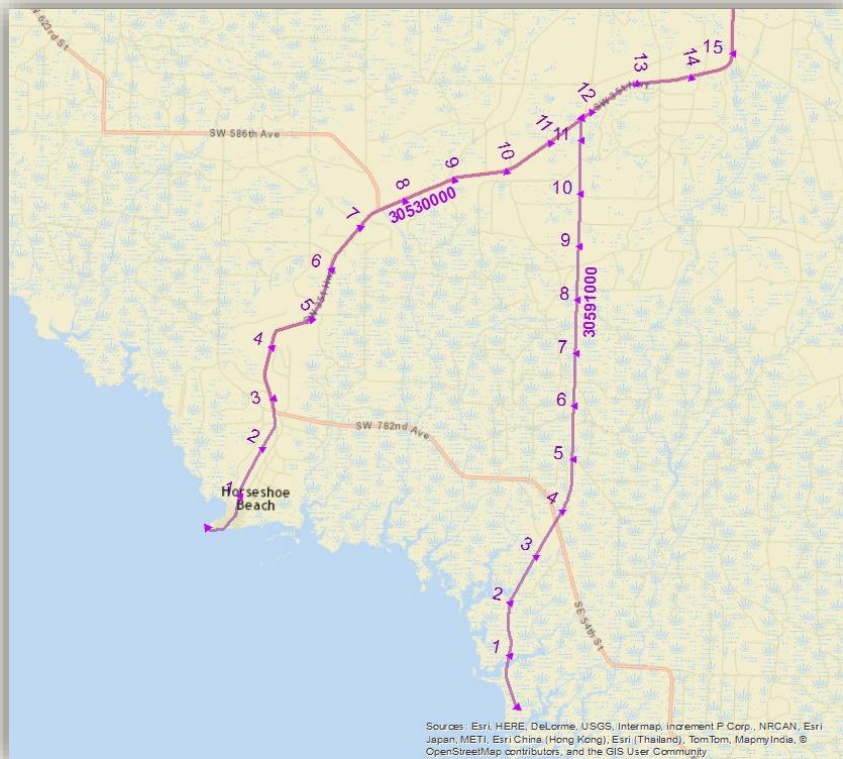 623rd St
15
14
13
12
SW
11
11
SW 586th Ave
10
9
8
10
30530000
7
9
6
8
5
30591000
4
7
3
6
SW 782nd Ave
2
5
1
4
Horseshoe
Beach
3
2
SE 54th St
1
Sources: Esri, HERE, DeLorme, USGS, Intermap, increment P Corp., NRCAN, Esri
Japan, METI, Esri China (Hong Kong), Esri (Thailand), TomTom, MapmyIndia, ©
OpenStreetMap contributors, and the GIS User Community